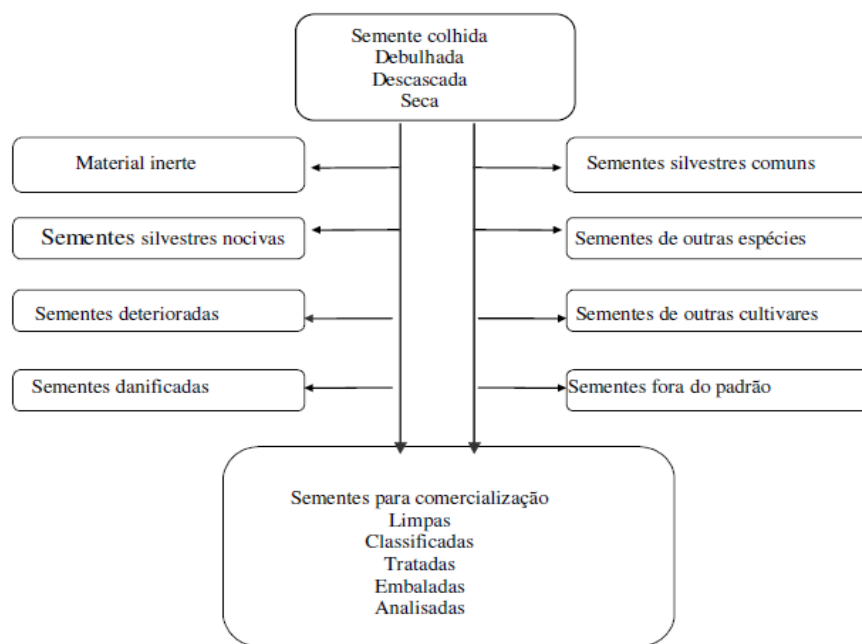 Semente colhida
Debulhada
Descascada
Seca
Material inerte
Sementes silvestres comuns
Sementes silvestres nocivas
Sementes de outras espécies
Sementes deterioradas
Sementes de outras cultivares
Sementes danificadas
Sementes fora do padrão
Sementes para comercialização
Limpas
Classificadas
Tratadas
Embaladas
Analisadas